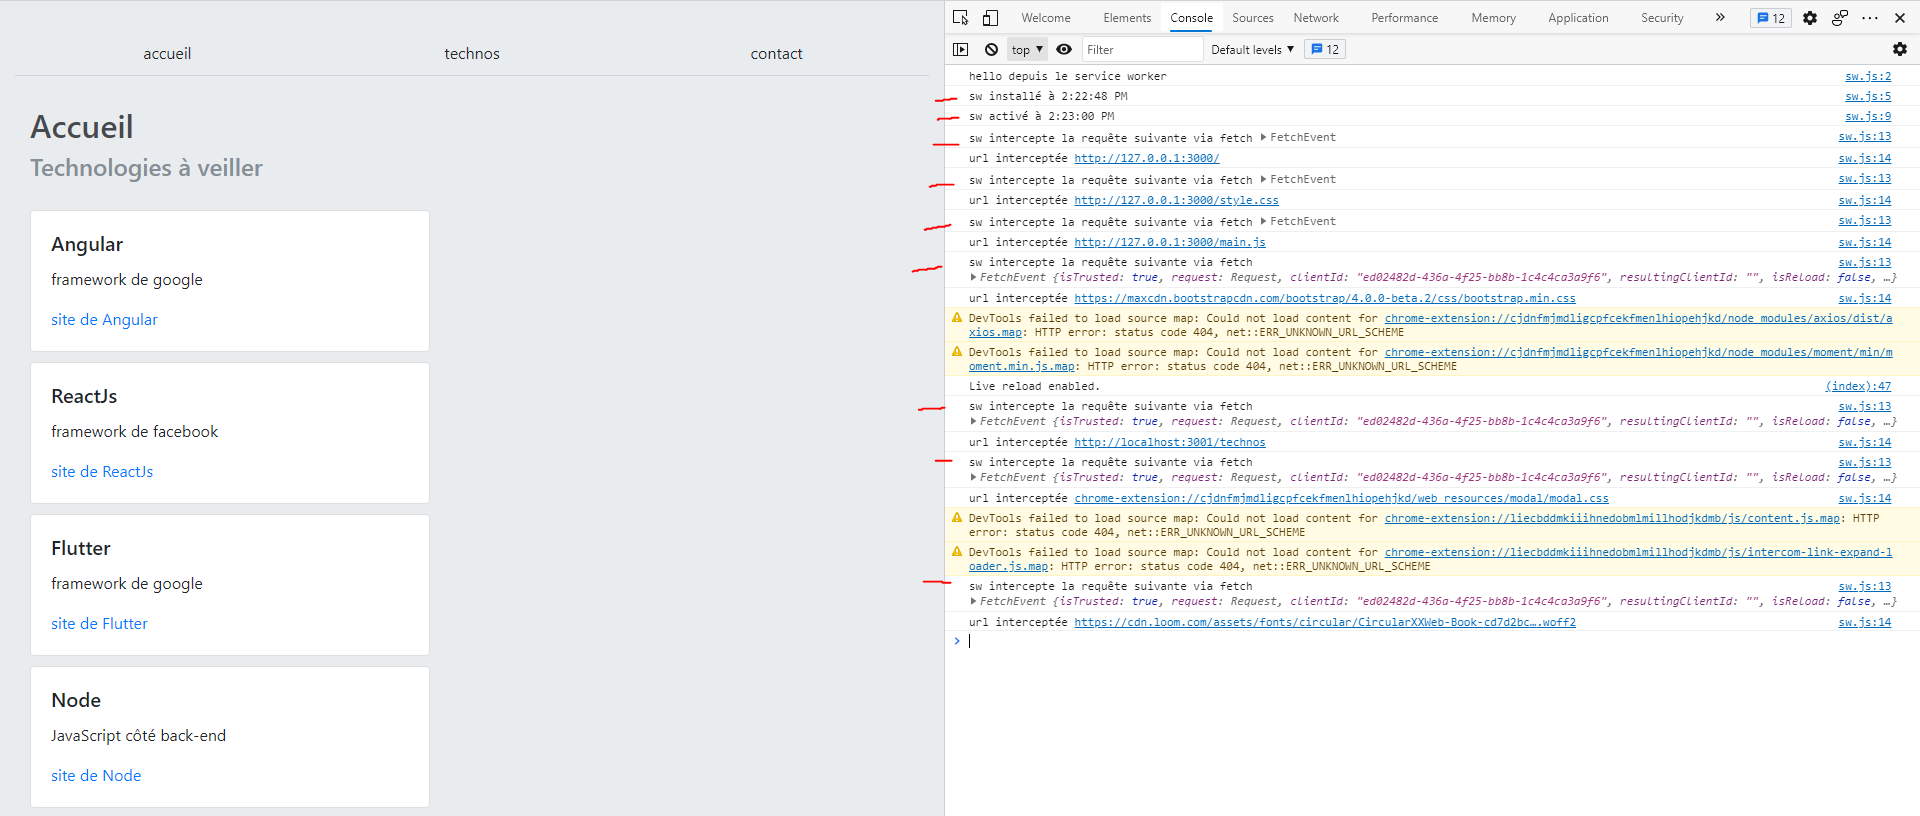 accueil technos contact
Accueil
Technologies à veiller
Angular
framework de google
site de Angular
ReactJs
framework de facebook
site de ReactJs
Flutter
framework de google
site de Flutter
Node
JavaScript côté back-end
site de Node
Welcome Elements Console Sources Network Performance Memory Application Security » 12
top ▼ Filter Default levels ▼ 12
hello depuis le service worker sw.js:2
sw installé à 2:22:48 PM sw.js:5
sw activé à 2:23:00 PM sw.js:9
sw intercepte la requête suivante via fetch ▶ FetchEvent sw.js:13
url interceptée http://127.0.0.1:3000/ sw.js:14
sw intercepte la requête suivante via fetch ▶ FetchEvent sw.js:13
url interceptée http://127.0.0.1:3000/style.css sw.js:14
sw intercepte la requête suivante via fetch ▶ FetchEvent sw.js:13
url interceptée http://127.0.0.1:3000/main.js sw.js:14
sw intercepte la requête suivante via fetch sw.js:13
▶ FetchEvent {isTrusted: true, request: Request, clientId: "ed02482d-436a-4f25-bb8b-1c4c4ca3a9f6", resultingClientId: "", isReload: false, …}
url interceptée https://maxcdn.bootstrapcdn.com/bootstrap/4.0.0-beta.2/css/bootstrap.min.css sw.js:14
DevTools failed to load source map: Could not load content for chrome-extension://cjdnfmjmdligcpfcekfmenlhiopehjkd/node_modules/axios/dist/a
xios.map: HTTP error: status code 404, net::ERR_UNKNOWN_URL_SCHEME
DevTools failed to load source map: Could not load content for chrome-extension://cjdnfmjmdligcpfcekfmenlhiopehjkd/node_modules/moment/min/m
oment.min.js.map: HTTP error: status code 404, net::ERR_UNKNOWN_URL_SCHEME
Live reload enabled. (index):47
sw intercepte la requête suivante via fetch sw.js:13
▶ FetchEvent {isTrusted: true, request: Request, clientId: "ed02482d-436a-4f25-bb8b-1c4c4ca3a9f6", resultingClientId: "", isReload: false, …}
url interceptée http://localhost:3001/technos sw.js:14
sw intercepte la requête suivante via fetch sw.js:13
▶ FetchEvent {isTrusted: true, request: Request, clientId: "ed02482d-436a-4f25-bb8b-1c4c4ca3a9f6", resultingClientId: "", isReload: false, …}
url interceptée chrome-extension://cjdnfmjmdligcpfcekfmenlhiopehjkd/web_resources/modal/modal.css sw.js:14
DevTools failed to load source map: Could not load content for chrome-extension://liecbddmkiiihnedobmlmillhodjkdmb/js/content.js.map: HTTP
error: status code 404, net::ERR_UNKNOWN_URL_SCHEME
DevTools failed to load source map: Could not load content for chrome-extension://liecbddmkiiihnedobmlmillhodjkdmb/js/intercom-link-expand-l
oader.js.map: HTTP error: status code 404, net::ERR_UNKNOWN_URL_SCHEME
sw intercepte la requête suivante via fetch sw.js:13
▶ FetchEvent {isTrusted: true, request: Request, clientId: "ed02482d-436a-4f25-bb8b-1c4c4ca3a9f6", resultingClientId: "", isReload: false, …}
url interceptée https://cdn.loom.com/assets/fonts/circular/CircularXXWeb-Book-cd7d2bc….woff2 sw.js:14